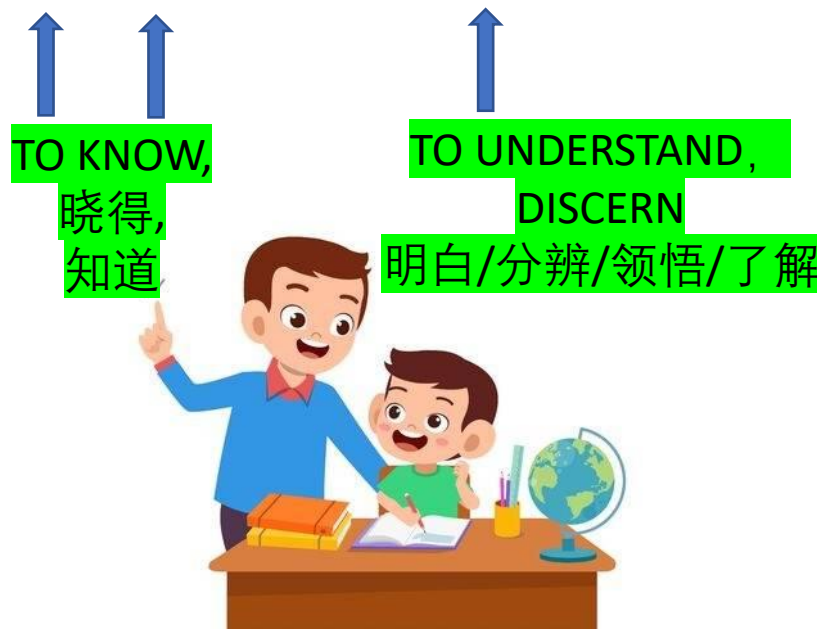 TO KNOW,
晓得,
知道
TO UNDERSTAND，
DISCERN
明白/分辨/领悟/了解